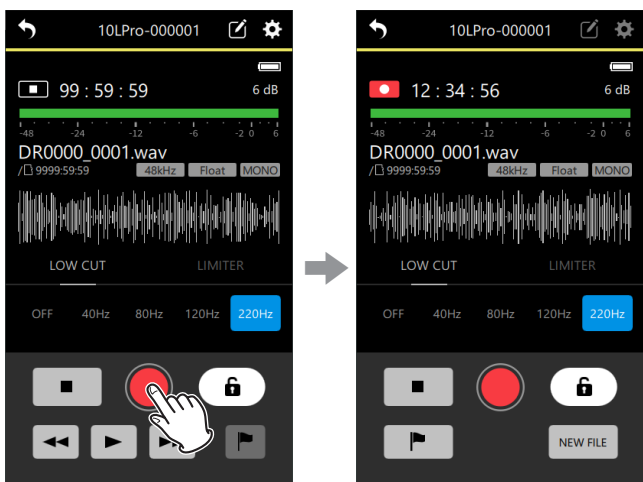 10LPro-000001
99 : 59 : 59
6 dB
-48 -24 -12 -6 -2 0 6
DR0000_0001.wav
/ 9999:59:59 48kHz Float MONO
LOW CUT LIMITER
OFF 40Hz 80Hz 120Hz 220Hz
10LPro-000001
12 : 34 : 56
6 dB
-48 -24 -12 -6 -2 0 6
DR0000_0001.wav
/ 9999:59:59 48kHz Float MONO
LOW CUT LIMITER
OFF 40Hz 80Hz 120Hz 220Hz
NEW FILE